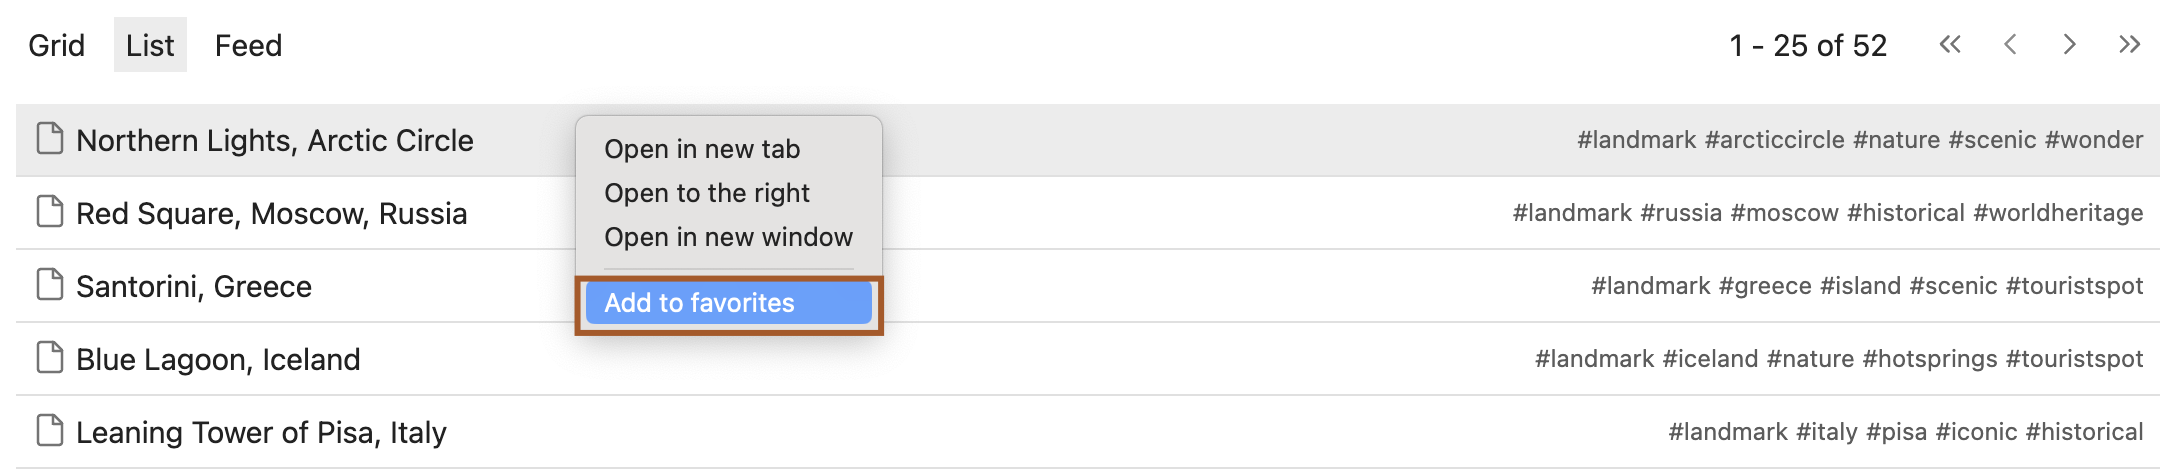 Grid List Feed 1 - 25 of 52
Northern Lights, Arctic Circle #landmark #arcticcircle #nature #scenic #wonder
Open in new tab
Open to the right
Red Square, Moscow, Russia #landmark #russia #moscow #historical #worldheritage
Open in new window
Santorini, Greece #landmark #greece #island #scenic #touristspot
Add to favorites
Blue Lagoon, Iceland #landmark #iceland #nature #hotsprings #touristspot
Leaning Tower of Pisa, Italy #landmark #italy #pisa #iconic #historical